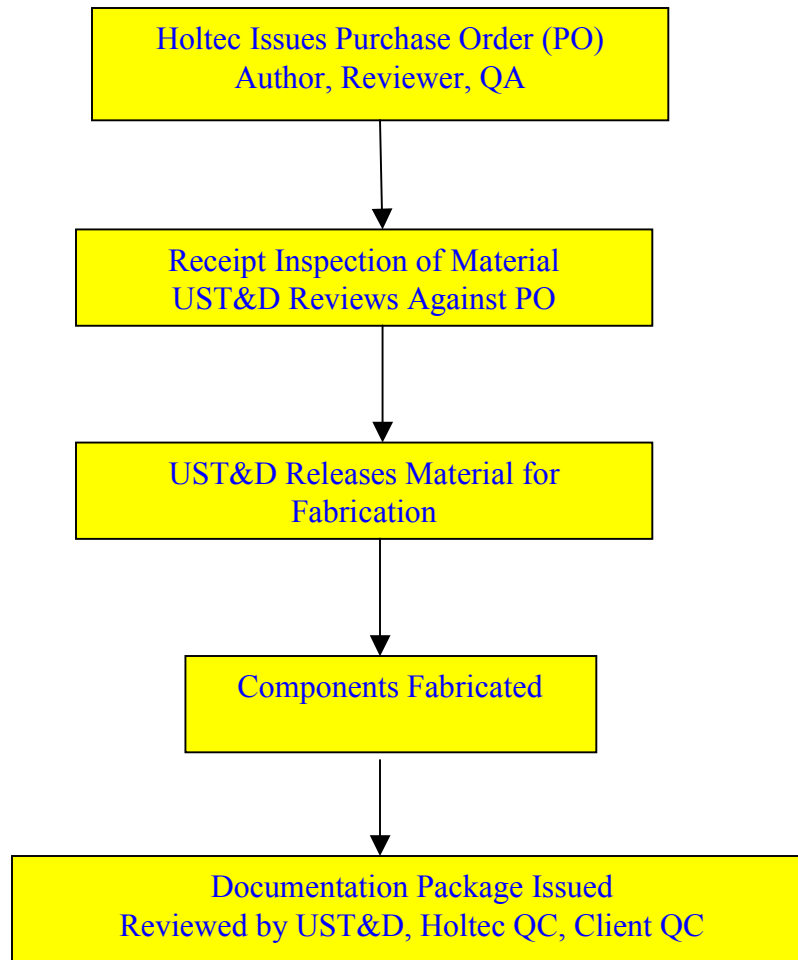 Holtec Issues Purchase Order (PO)
Author, Reviewer, QA
Receipt Inspection of Material
UST&D Reviews Against PO
UST&D Releases Material for
Fabrication
Components Fabricated
Documentation Package Issued
Reviewed by UST&D, Holtec QC, Client QC